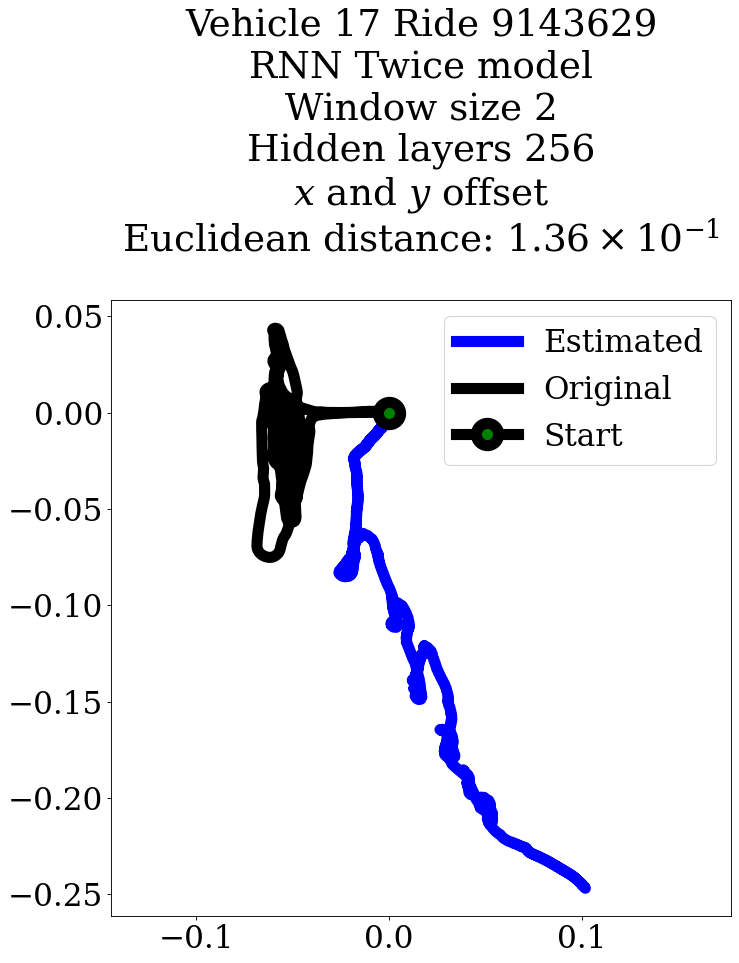 Vehicle 17 Ride 9143629
RNN Twice model
Window size 2
Hidden layers 256
x and y offset
Euclidean distance: 1.36 × 10⁻¹
Estimated
Original
Start
0.05
0.00
−0.05
−0.10
−0.15
−0.20
−0.25
−0.1
0.0
0.1